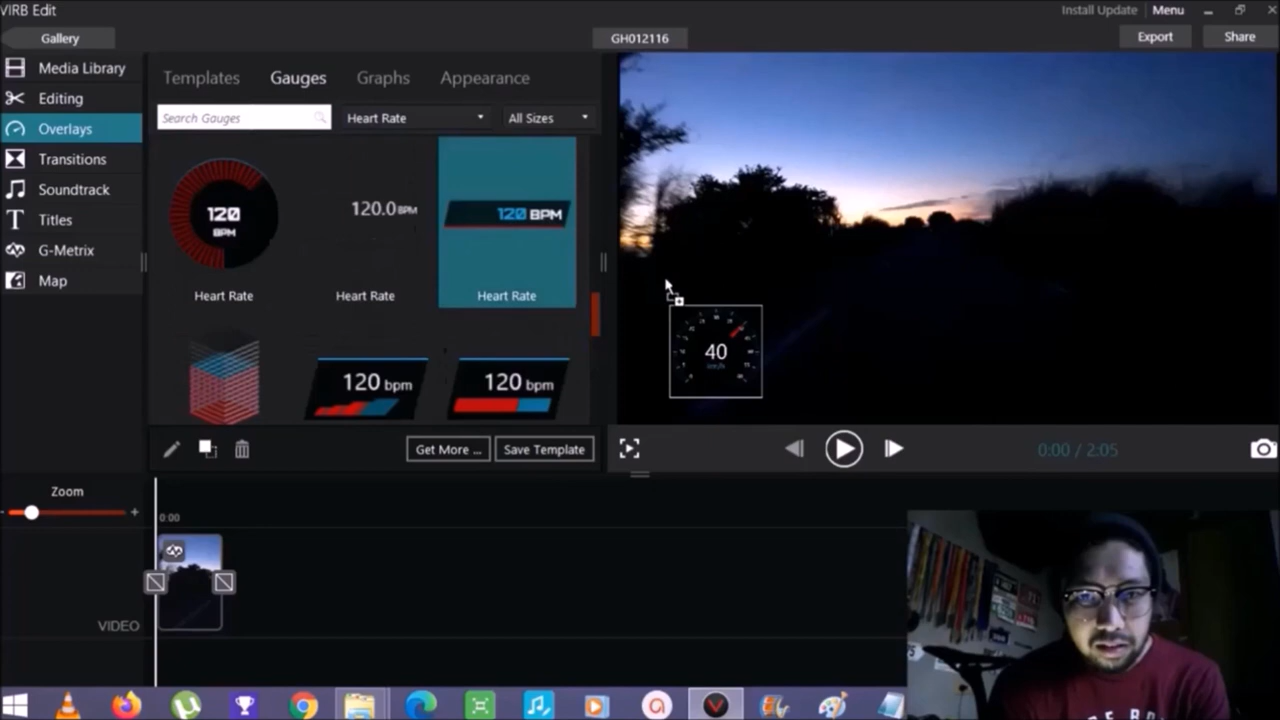 VIRB Edit
Install Update
Menu
Gallery
GH012116
Export
Share
Media Library
Editing
Overlays
Transitions
Soundtrack
Titles
G-Metrix
Map
Templates
Gauges
Graphs
Appearance
Search Gauges
Heart Rate
All Sizes
120
BPM
120.0 BPM
120 BPM
Heart Rate
Heart Rate
Heart Rate
120 bpm
120 bpm
40
km/h
Get More ...
Save Template
0:00 / 2:05
Zoom
- +
0:00
VIDEO